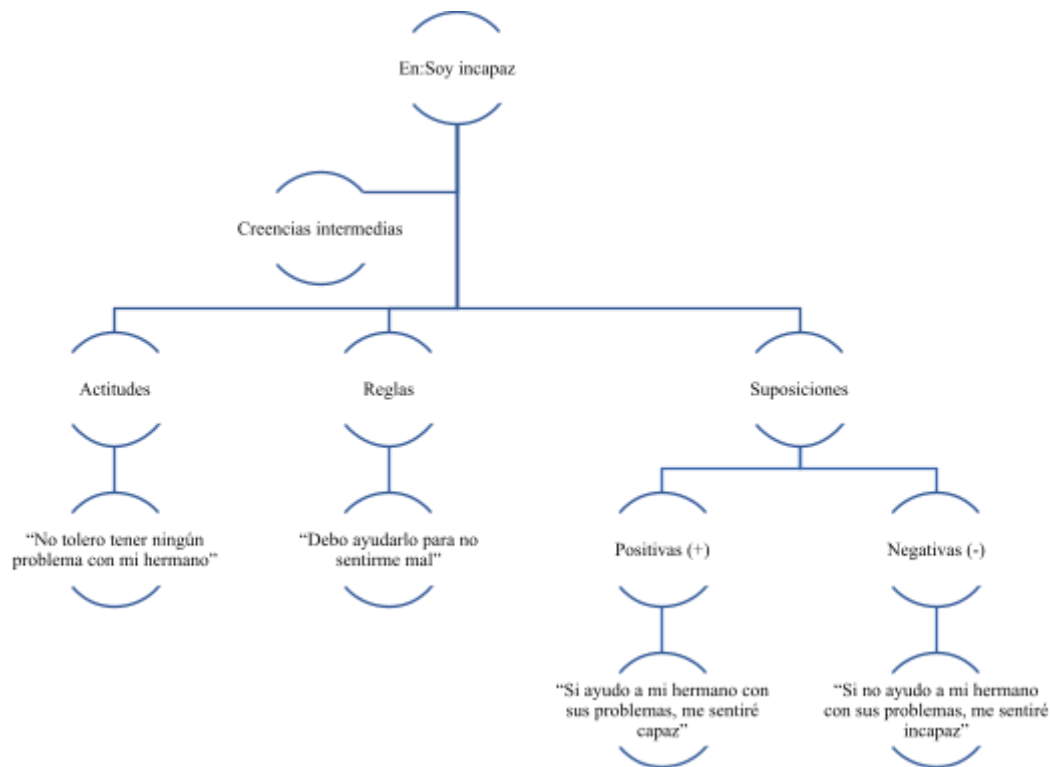 En:Soy incapaz
Creencias intermedias
Actitudes
Reglas
Suposiciones
“No tolero tener ningún
problema con mi hermano”
“Debo ayudarlo para no
sentirme mal”
Positivas (+)
Negativas (-)
“Si ayudo a mi hermano con
sus problemas, me sentiré
capaz”
“Si no ayudo a mi hermano
con sus problemas, me sentiré
incapaz”